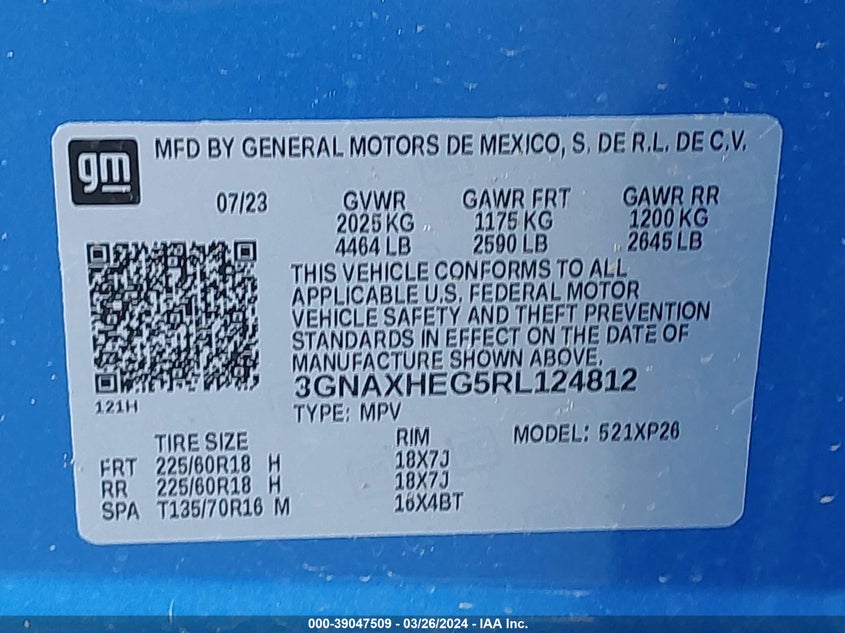 gm
MFD BY GENERAL MOTORS DE MEXICO, S. DE R.L. DE C.V.
07/23 GVWR GAWR FRT GAWR RR
2025 KG 1175 KG 1200 KG
4464 LB 2590 LB 2645 LB
THIS VEHICLE CONFORMS TO ALL
APPLICABLE U.S. FEDERAL MOTOR
VEHICLE SAFETY AND THEFT PREVENTION
STANDARDS IN EFFECT ON THE DATE OF
MANUFACTURE SHOWN ABOVE.
3GNAXHEG5RL124812
121H
TYPE: MPV
TIRE SIZE RIM MODEL: 521XP26
FRT 225/60R18 H 18X7J
RR 225/60R18 H 18X7J
SPA T135/70R16 M 16X4BT
000-39047509 - 03/26/2024 - IAA Inc.